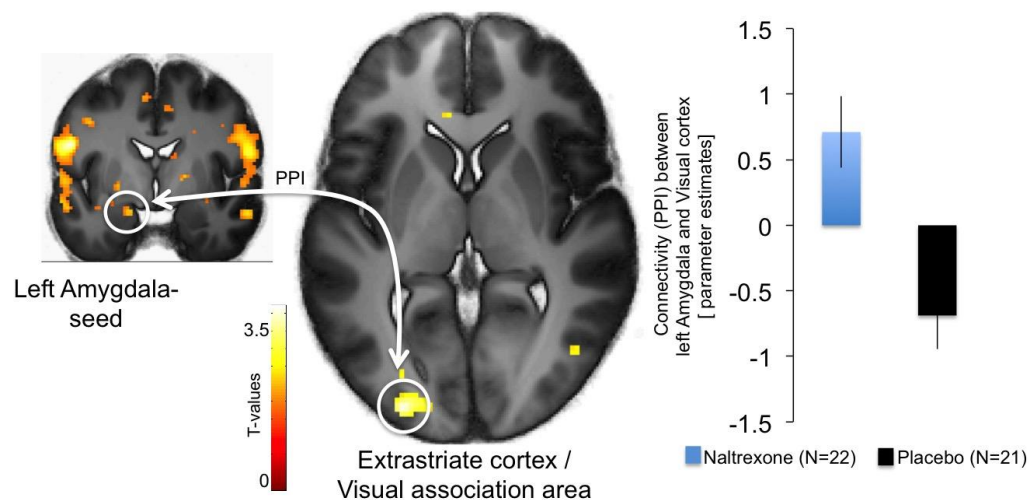 PPI
Left Amygdala-
seed
3.5
0
T-values
Extrastriate cortex /
Visual association area
Connectivity (PPI) between
left Amygdala and Visual cortex
[ parameter estimates]
1.5
1
0.5
0
-0.5
-1
-1.5
Naltrexone (N=22)
Placebo (N=21)